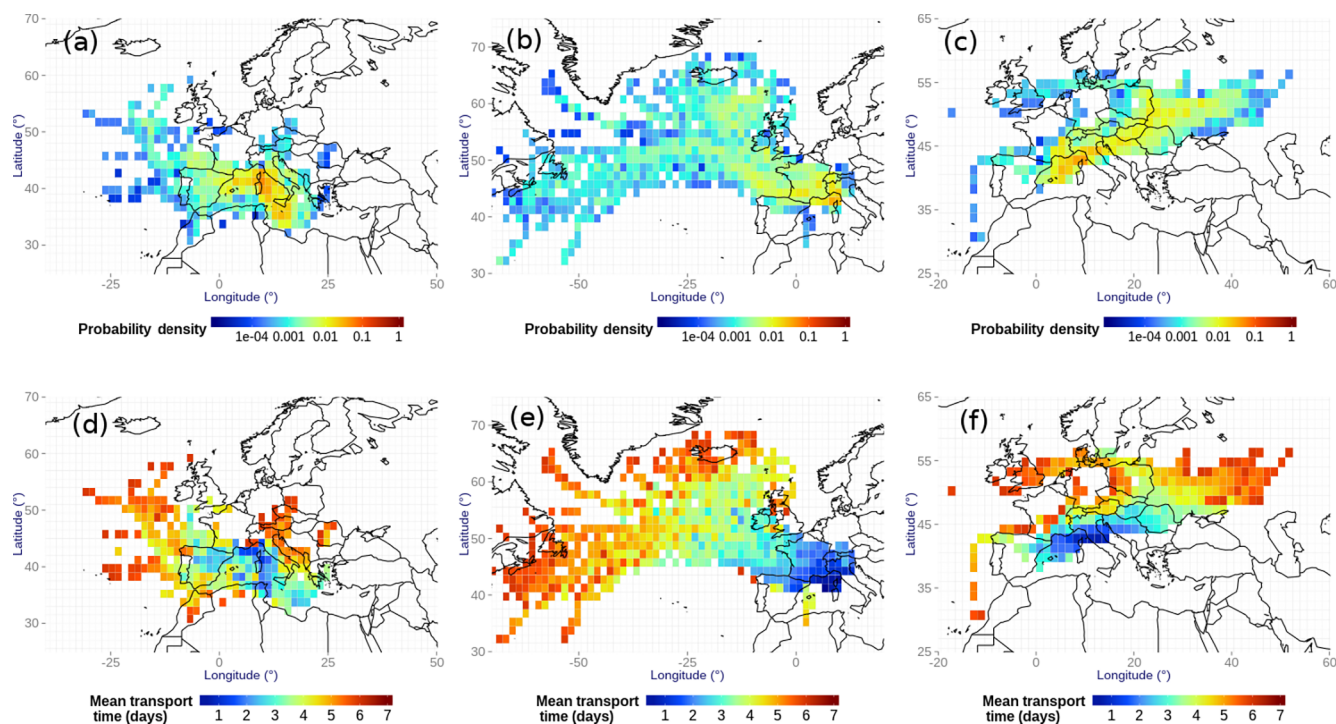 (a)
70
60
50
40
30
Latitude (°)
-25
0
25
50
Longitude (°)
Probability density
1e-04 0.001 0.01 0.1 1
(b)
70
60
50
40
30
Latitude (°)
-50
-25
0
Longitude (°)
Probability density
1e-04 0.001 0.01 0.1 1
(c)
65
55
45
35
25
Latitude (°)
-20
0
20
40
60
Longitude (°)
Probability density
1e-04 0.001 0.01 0.1 1
(d)
70
60
50
40
30
Latitude (°)
-25
0
25
50
Longitude (°)
Mean transport
time (days)
1 2 3 4 5 6 7
(e)
70
60
50
40
30
Latitude (°)
-50
-25
0
Longitude (°)
Mean transport
time (days)
1 2 3 4 5 6 7
(f)
65
55
45
35
25
Latitude (°)
-20
0
20
40
60
Longitude (°)
Mean transport
time (days)
1 2 3 4 5 6 7